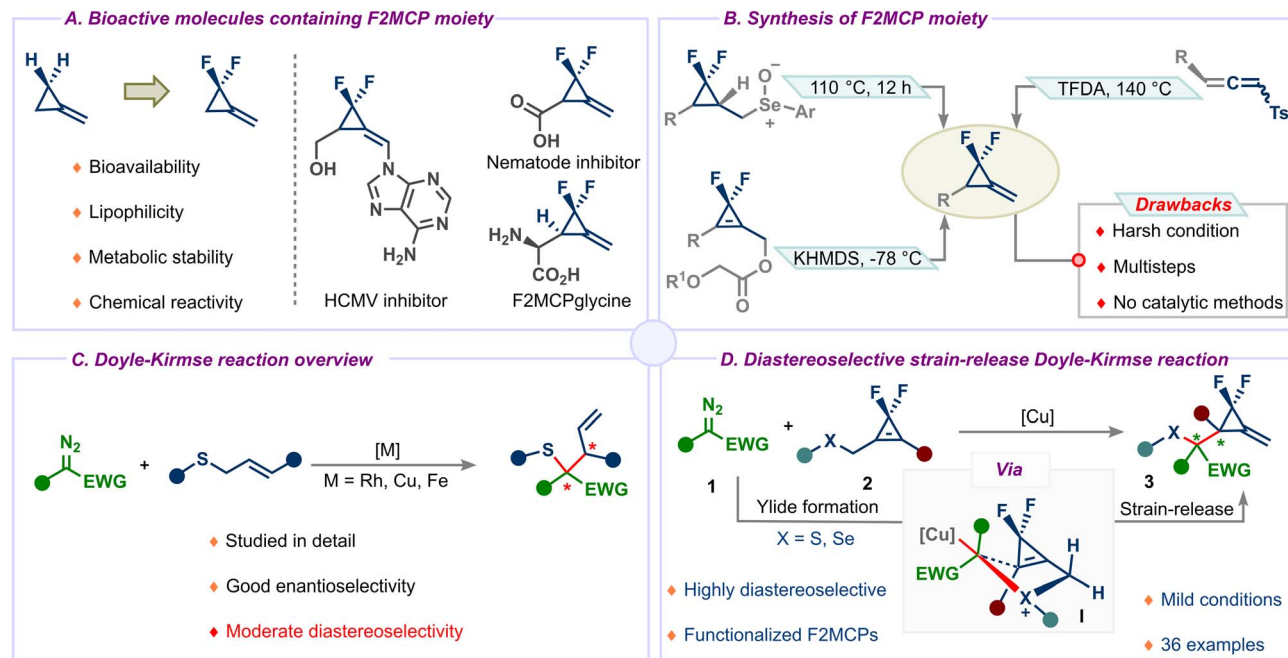 A. Bioactive molecules containing F2MCP moiety
H H
F F
Bioavailability
Lipophilicity
Metabolic stability
Chemical reactivity
F F
OH
N
N
N
N
N
NH2
HCMV inhibitor
F F
O
OH
Nematode inhibitor
F F
H
H2N
CO2H
F2MCPglycine
B. Synthesis of F2MCP moiety
F F
H
O−
R
Se
+
Ar
110 °C, 12 h
TFDA, 140 °C
R
C
Ts
F F
R
F F
R
O
R1O
O
KHMDS, -78 °C
Drawbacks
Harsh condition
Multisteps
No catalytic methods
C. Doyle-Kirmse reaction overview
N2
EWG
+
S
[M]
M = Rh, Cu, Fe
S
*
*
EWG
Studied in detail
Good enantioselectivity
Moderate diastereoselectivity
D. Diastereoselective strain-release Doyle-Kirmse reaction
N2
EWG
1
+
F F
X
2
[Cu]
F F
X
*
*
EWG
3
Via
Ylide formation
X = S, Se
Strain-release
[Cu]
F F
EWG
H
H
X
+
I
Highly diastereoselective
Functionalized F2MCPs
Mild conditions
36 examples